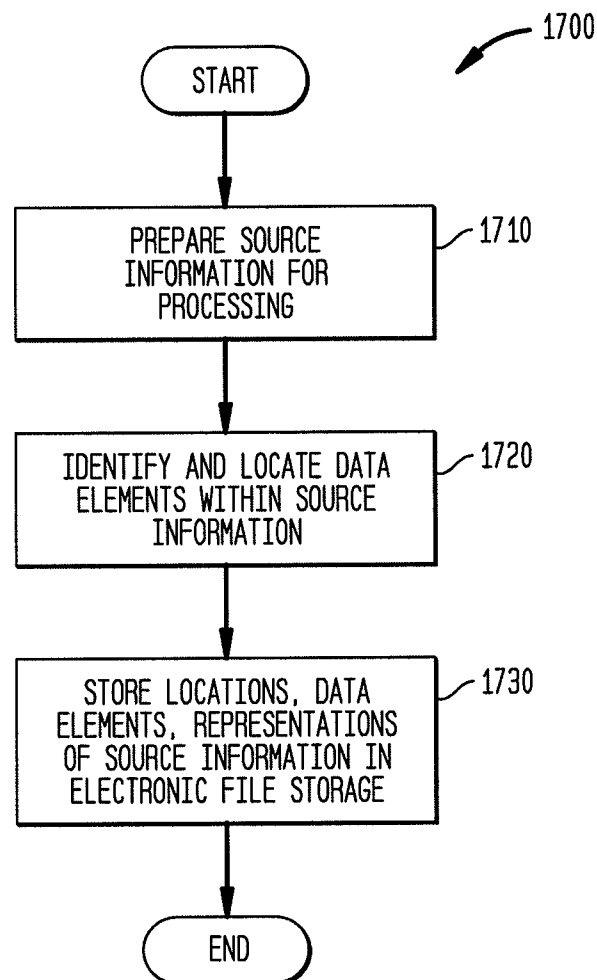 1700
START
PREPARE SOURCE
INFORMATION FOR
PROCESSING
1710
IDENTIFY AND LOCATE DATA
ELEMENTS WITHIN SOURCE
INFORMATION
1720
STORE LOCATIONS, DATA
ELEMENTS, REPRESENTATIONS
OF SOURCE INFORMATION IN
ELECTRONIC FILE STORAGE
1730
END